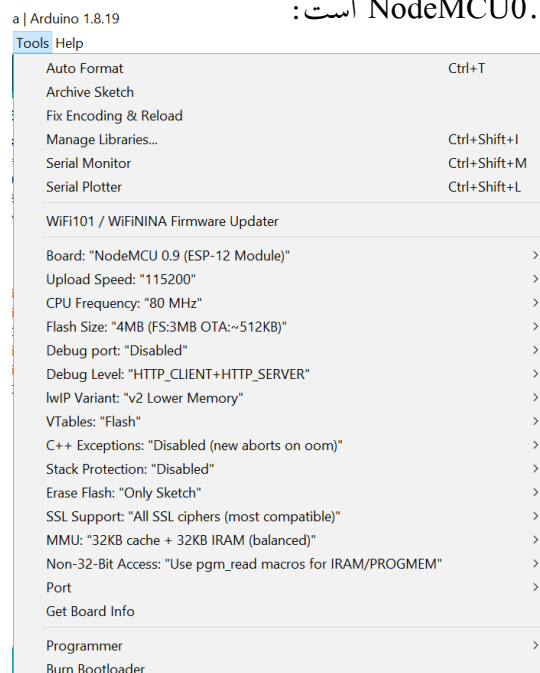 .NodeMCU0 است:
a | Arduino 1.8.19
Tools Help
Auto Format Ctrl+T
Archive Sketch
Fix Encoding & Reload
Manage Libraries... Ctrl+Shift+I
Serial Monitor Ctrl+Shift+M
Serial Plotter Ctrl+Shift+L
WiFi101 / WiFiNINA Firmware Updater
Board: "NodeMCU 0.9 (ESP-12 Module)"
Upload Speed: "115200"
CPU Frequency: "80 MHz"
Flash Size: "4MB (FS:3MB OTA:~512KB)"
Debug port: "Disabled"
Debug Level: "HTTP_CLIENT+HTTP_SERVER"
lwIP Variant: "v2 Lower Memory"
VTables: "Flash"
C++ Exceptions: "Disabled (new aborts on oom)"
Stack Protection: "Disabled"
Erase Flash: "Only Sketch"
SSL Support: "All SSL ciphers (most compatible)"
MMU: "32KB cache + 32KB IRAM (balanced)"
Non-32-Bit Access: "Use pgm_read macros for IRAM/PROGMEM"
Port
Get Board Info
Programmer
Burn Bootloader